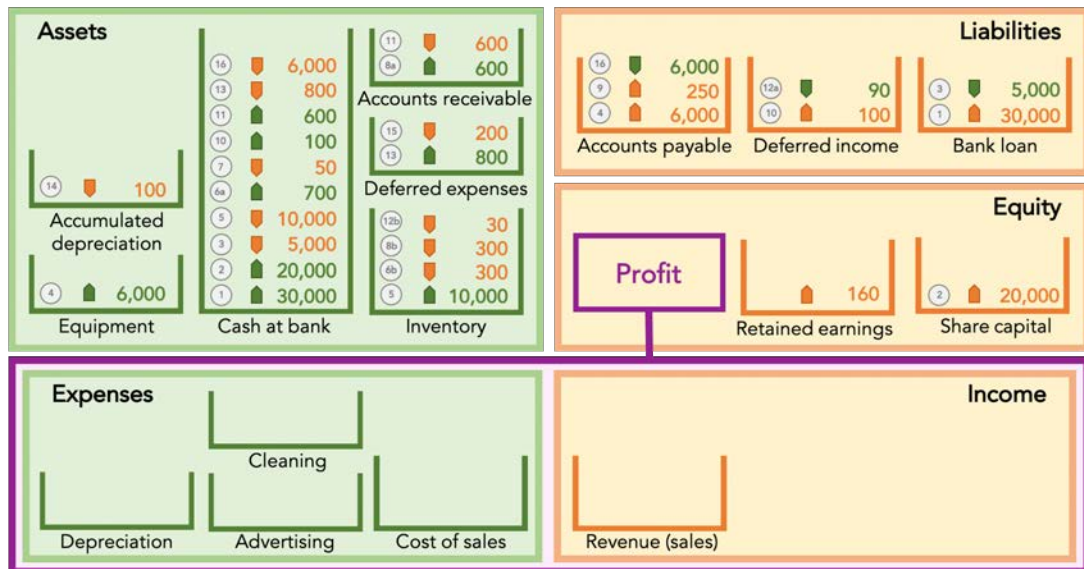 Assets
14 100
Accumulated
depreciation
4 6,000
Equipment
16 6,000
13 800
11 600
10 100
7 50
6a 700
5 10,000
3 5,000
2 20,000
1 30,000
Cash at bank
11 600
8a 600
Accounts receivable
15 200
13 800
Deferred expenses
12b 30
8b 300
6b 300
5 10,000
Inventory
Liabilities
16 6,000
9 250
4 6,000
Accounts payable
12a 90
10 100
Deferred income
3 5,000
1 30,000
Bank loan
Equity
Profit
160
Retained earnings
2 20,000
Share capital
Expenses
Cleaning
Depreciation
Advertising
Cost of sales
Income
Revenue (sales)